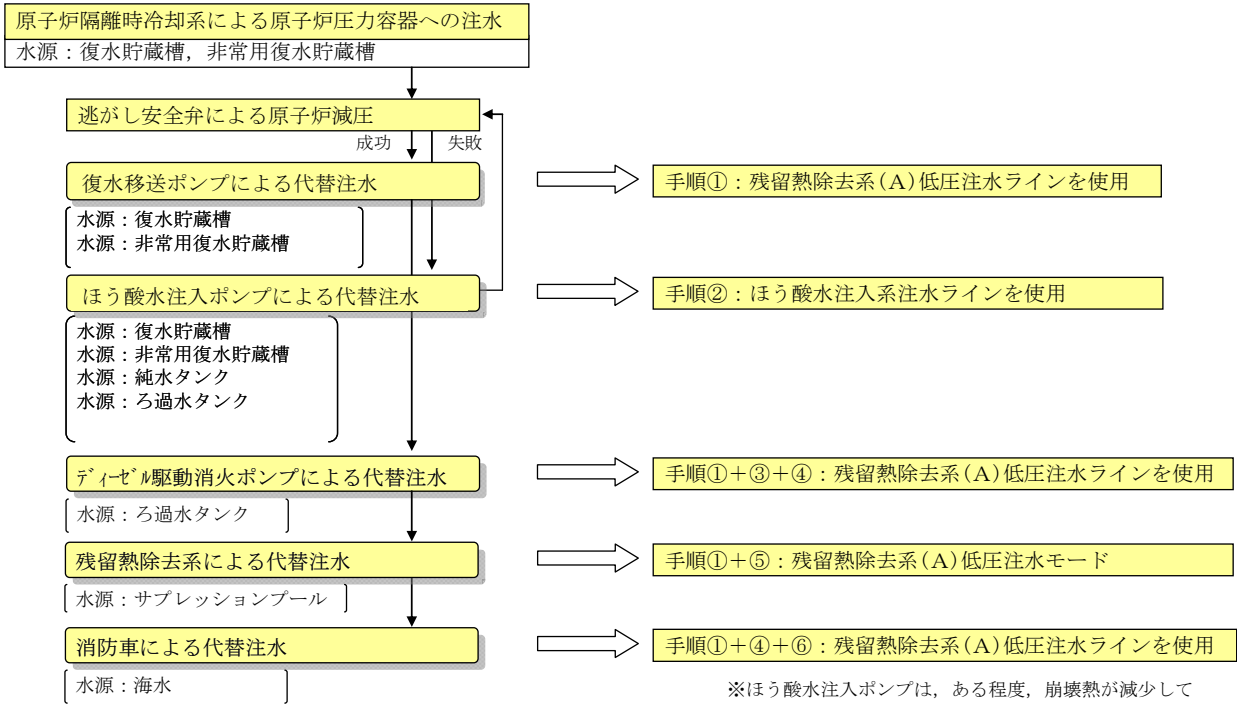 原子炉隔離時冷却系による原子炉圧力容器への注水
水源：復水貯蔵槽，非常用復水貯蔵槽
逃がし安全弁による原子炉減圧
成功
失敗
復水移送ポンプによる代替注水
手順①：残留熱除去系(A)低圧注水ラインを使用
水源：復水貯蔵槽
水源：非常用復水貯蔵槽
ほう酸水注入ポンプによる代替注水
手順②：ほう酸水注入系注水ラインを使用
水源：復水貯蔵槽
水源：非常用復水貯蔵槽
水源：純水タンク
水源：ろ過水タンク
ディーゼル駆動消火ポンプによる代替注水
手順①＋③＋④：残留熱除去系(A)低圧注水ラインを使用
水源：ろ過水タンク
残留熱除去系による代替注水
手順①＋⑤：残留熱除去系(A)低圧注水モード
水源：サプレッションプール
消防車による代替注水
手順①＋④＋⑥：残留熱除去系(A)低圧注水ラインを使用
水源：海水
※ほう酸水注入ポンプは，ある程度，崩壊熱が減少して